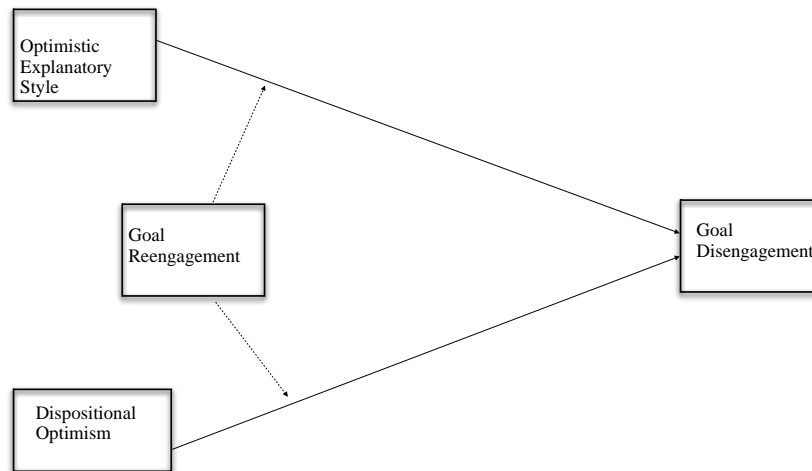 Optimistic
Explanatory
Style
Goal
Reengagement
Goal
Disengagement
Dispositional
Optimism